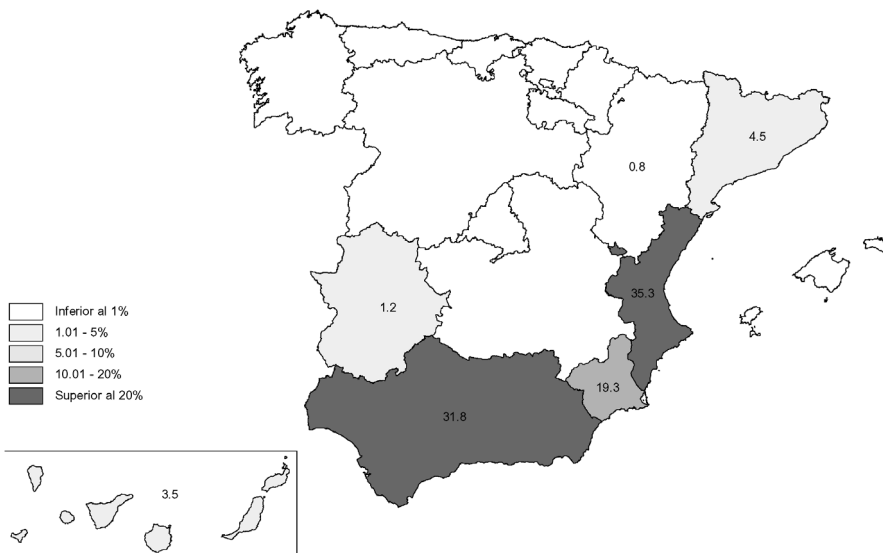 4.5
0.8
35.3
1.2
Inferior al 1%
1.01 - 5%
5.01 - 10%
10.01 - 20%
Superior al 20%
19.3
31.8
3.5